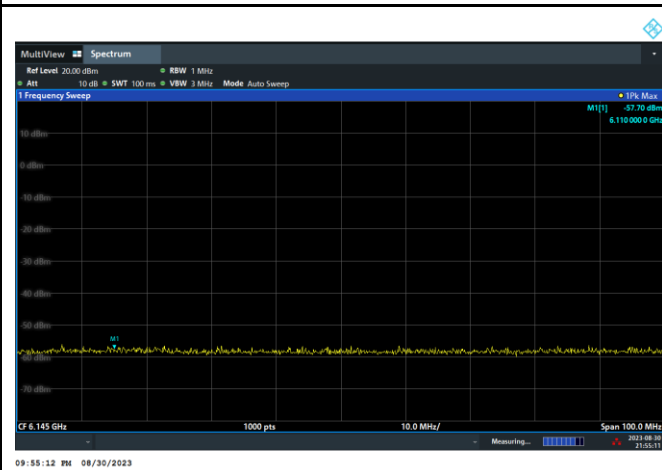 MultiView Spectrum
Ref Level 20.00 dBm RBW 1 MHz
Att 10 dB SWT 100 ms VBW 3 MHz Mode Auto Sweep
1 Frequency Sweep 1Pk Max
M1[1] -57.70 dBm
6.110 000 0 GHz
10 dBm
0 dBm
-10 dBm
-20 dBm
-30 dBm
-40 dBm
-50 dBm
M1
-60 dBm
-70 dBm
CF 6.145 GHz 1000 pts 10.0 MHz/ Span 100.0 MHz
Measuring... 2023-08-30
21:55:11
09:55:12 PM 08/30/2023